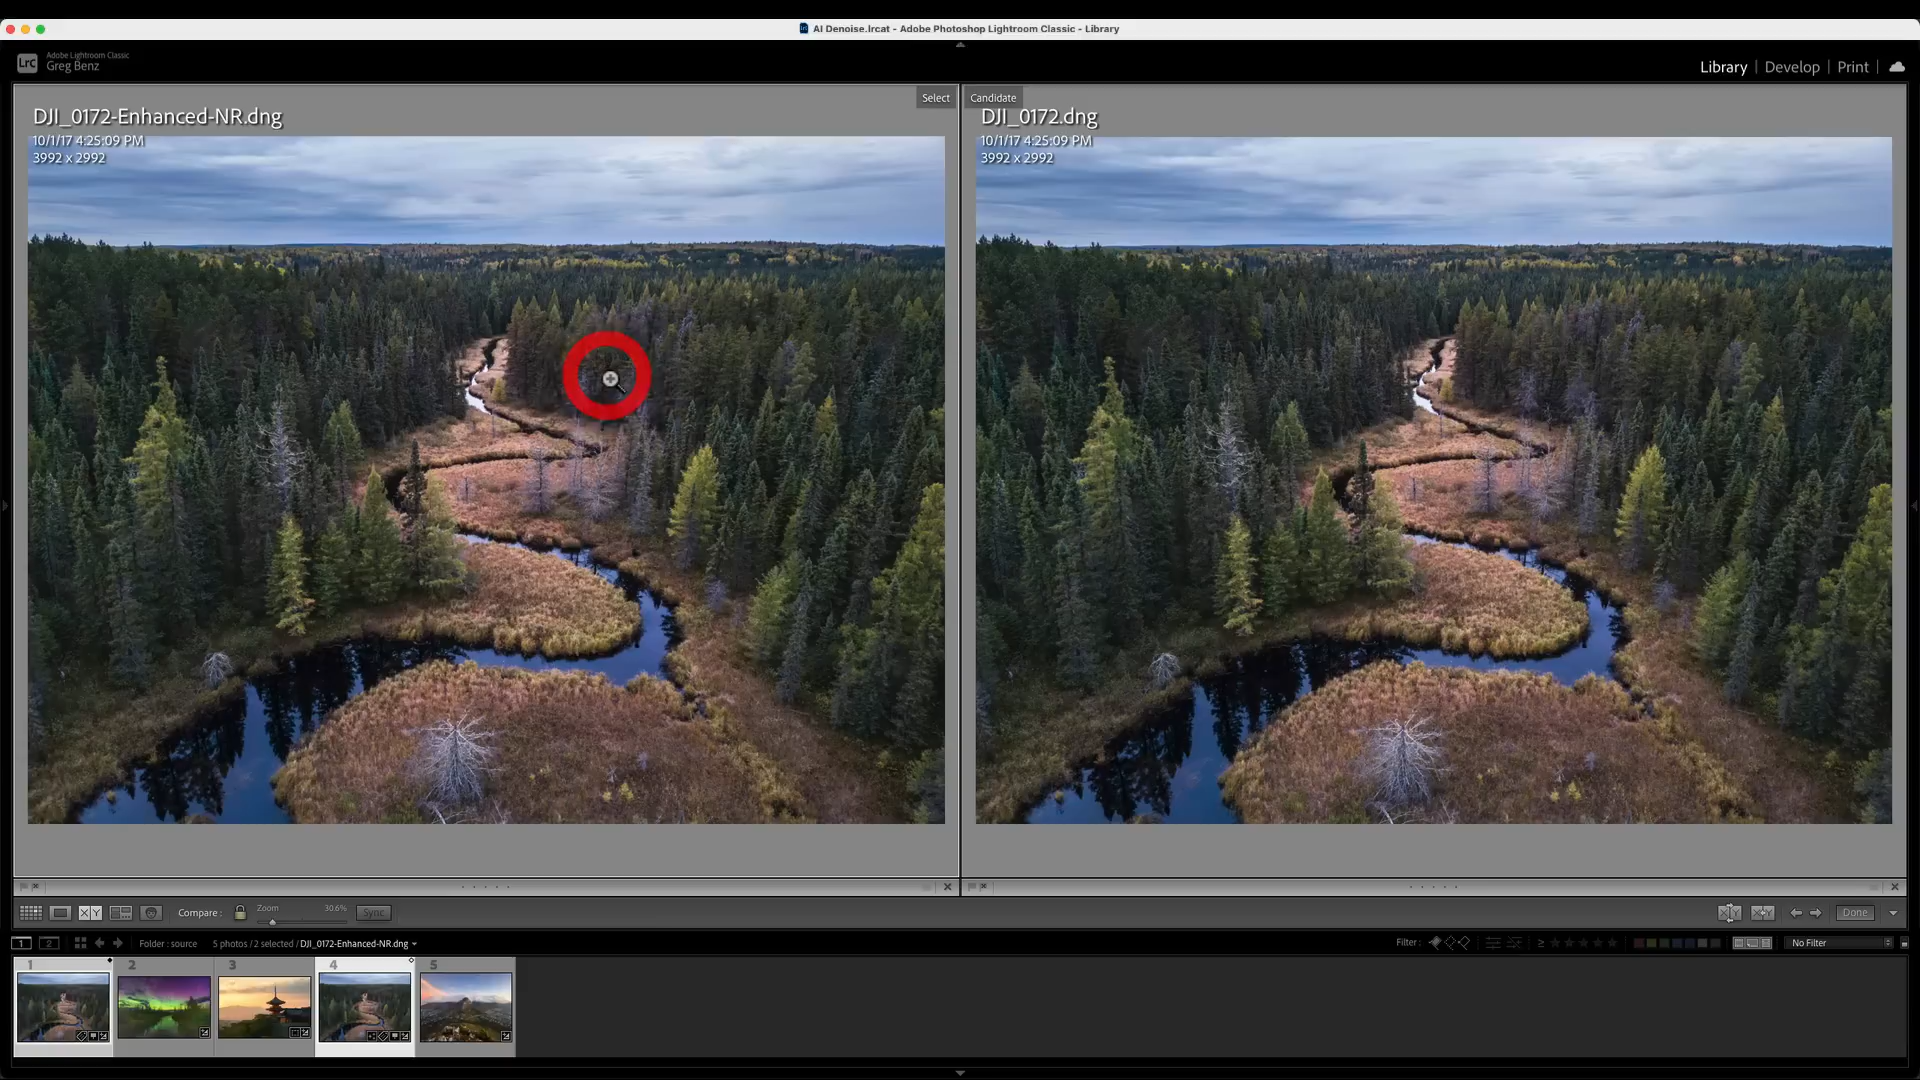 AI Denoise.lrcat - Adobe Photoshop Lightroom Classic - Library
Lrc
Adobe Lightroom Classic
Greg Benz
Library | Develop | Print |
Select
Candidate
DJI_0172-Enhanced-NR.dng
10/1/17 4:25:09 PM
3992 x 2992
DJI_0172.dng
10/1/17 4:25:09 PM
3992 x 2992
X Y
Compare :
Zoom
30.6%
Sync
Done
1
2
Folder : source
5 photos / 2 selected / DJI_0172-Enhanced-NR.dng
Filter :
No Filter
1
2
3
4
5